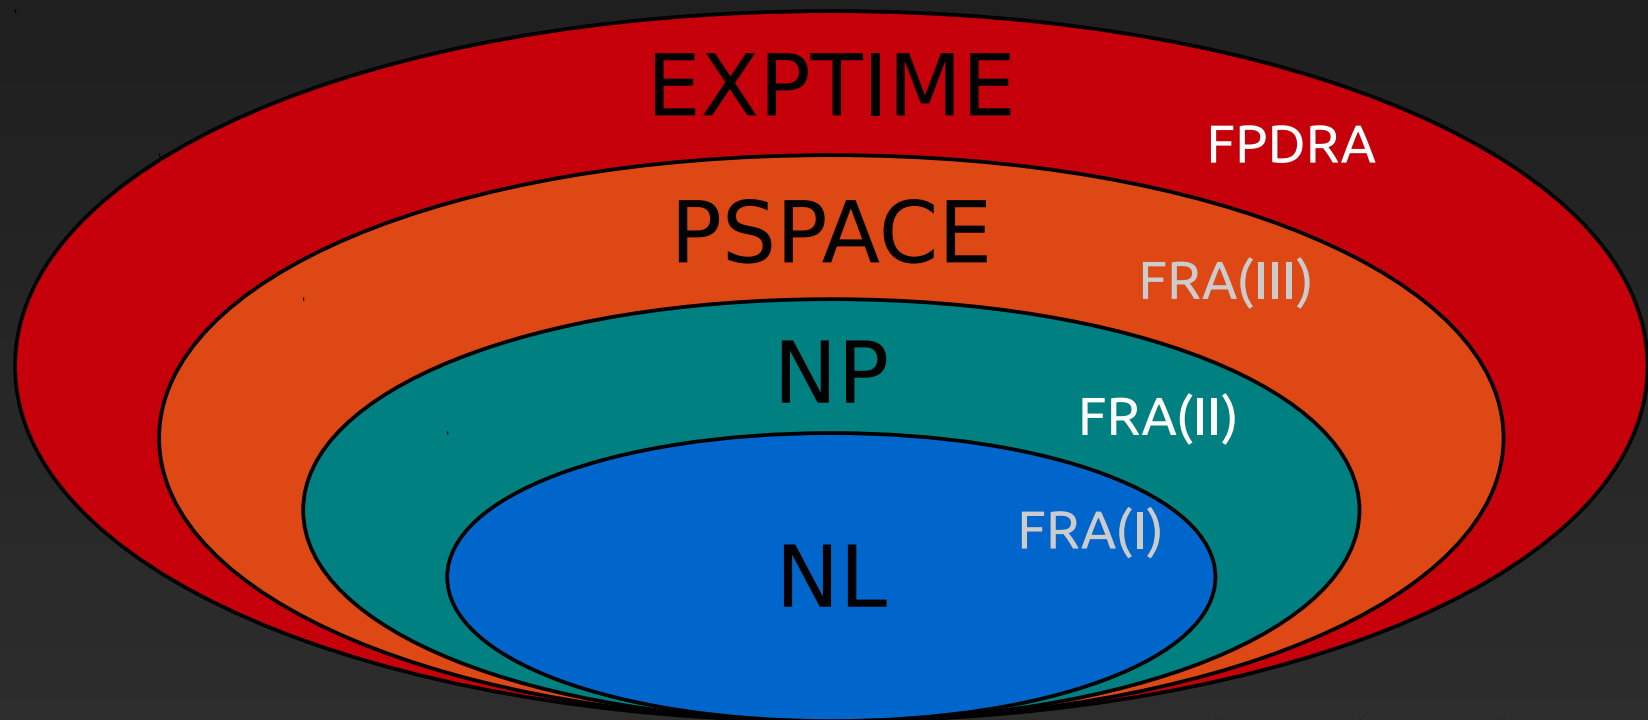 EXPTIME
FPDRA
PSPACE
FRA(III)
NP
FRA(II)
FRA(I)
NL